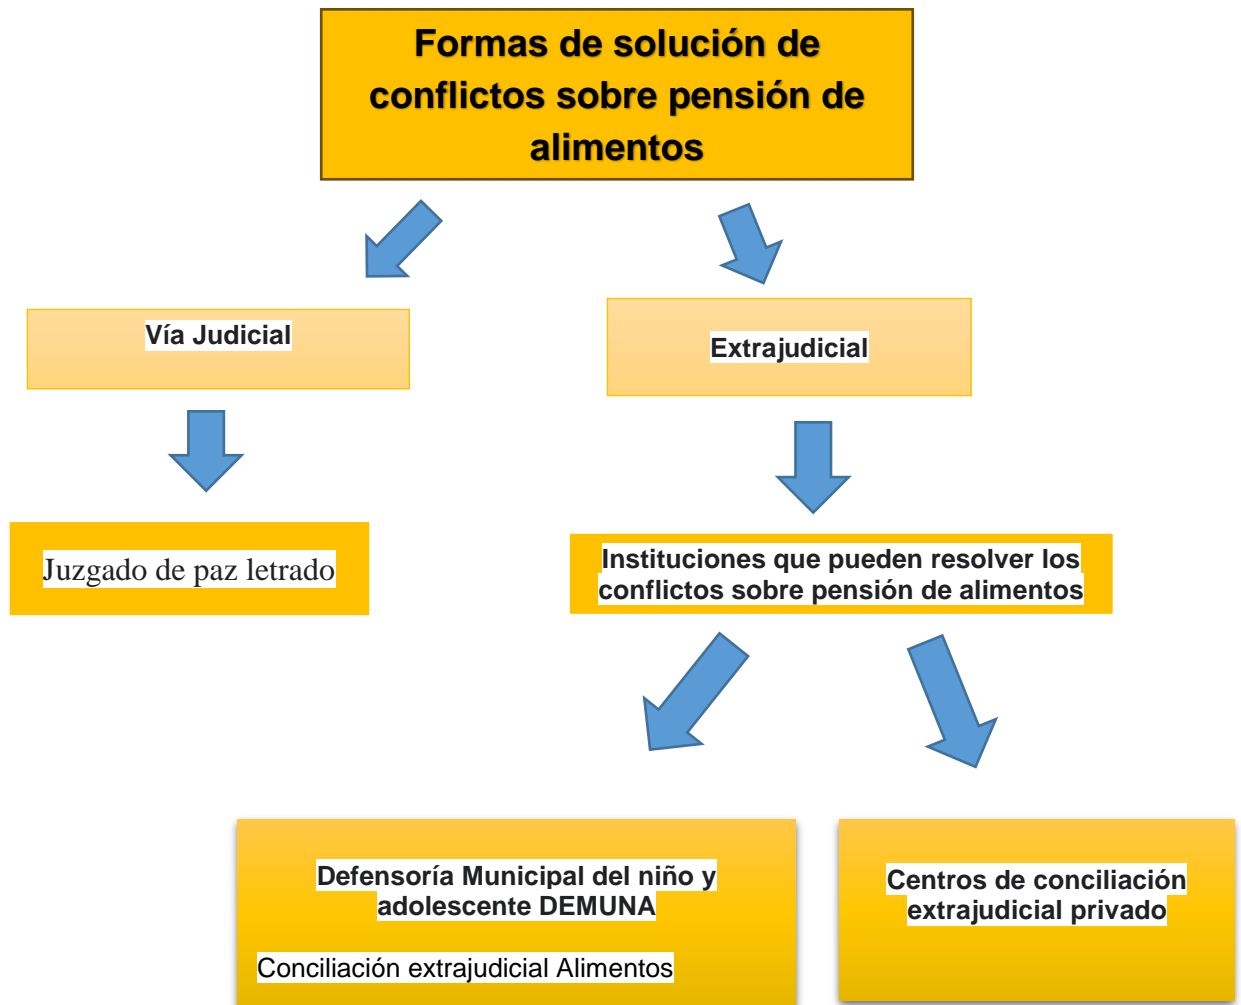 Formas de solución de
conflictos sobre pensión de
alimentos
Vía Judicial
Extrajudicial
Juzgado de paz letrado
Instituciones que pueden resolver los
conflictos sobre pensión de alimentos
Defensoría Municipal del niño y
adolescente DEMUNA
Conciliación extrajudicial Alimentos
Centros de conciliación
extrajudicial privado